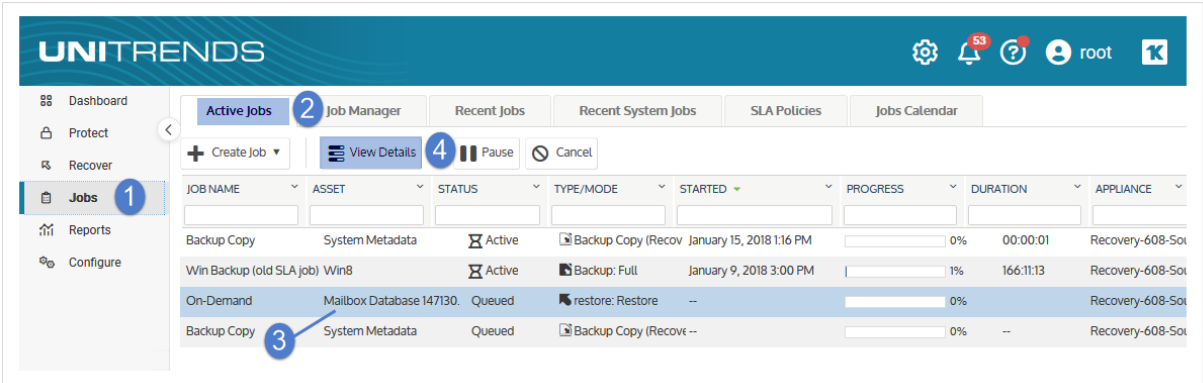 UNITRENDS
53
?
root
K
Dashboard
Protect
Recover
Jobs
1
Reports
Configure
Active Jobs
2
Job Manager
Recent Jobs
Recent System Jobs
SLA Policies
Jobs Calendar
Create Job
View Details
4
Pause
Cancel
JOB NAME ASSET STATUS TYPE/MODE STARTED PROGRESS DURATION APPLIANCE
Backup Copy System Metadata Active Backup Copy (Recov January 15, 2018 1:16 PM 0% 00:00:01 Recovery-608-Sou
Win Backup (old SLA job) Win8 Active Backup: Full January 9, 2018 3:00 PM 1% 166:11:13 Recovery-608-Sou
On-Demand Mailbox Database 147130. Queued restore: Restore -- 0% Recovery-608-Sou
Backup Copy System Metadata Queued Backup Copy (Recove -- 0% -- Recovery-608-Sou
3